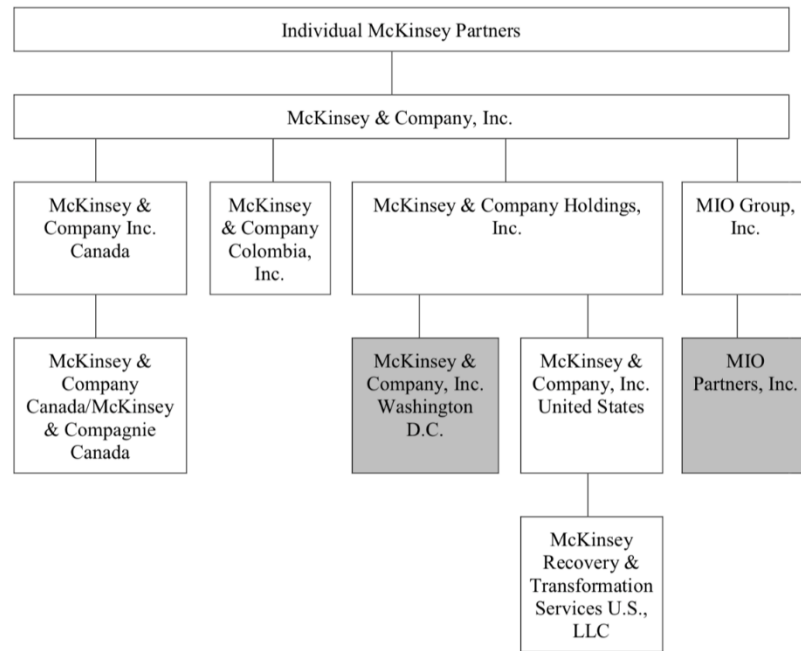 Individual McKinsey Partners
McKinsey & Company, Inc.
McKinsey &
Company Inc.
Canada
McKinsey
& Company
Colombia,
Inc.
McKinsey & Company Holdings,
Inc.
MIO Group,
Inc.
McKinsey &
Company
Canada/McKinsey
& Compagnie
Canada
McKinsey &
Company, Inc.
Washington
D.C.
McKinsey &
Company, Inc.
United States
MIO
Partners, Inc.
McKinsey
Recovery &
Transformation
Services U.S.,
LLC